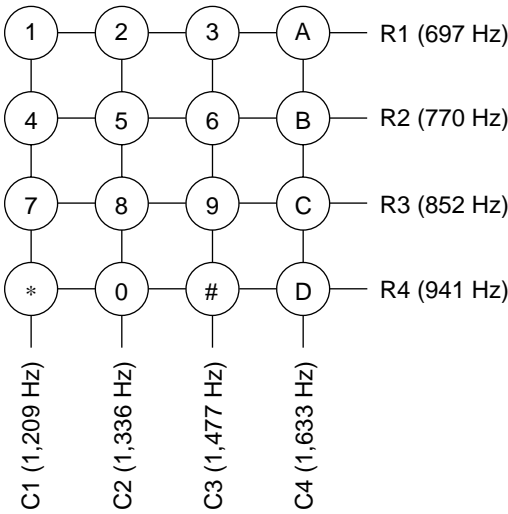 1 2 3 A R1 (697 Hz)
4 5 6 B R2 (770 Hz)
7 8 9 C R3 (852 Hz)
* 0 # D R4 (941 Hz)
C1 (1,209 Hz)
C2 (1,336 Hz)
C3 (1,477 Hz)
C4 (1,633 Hz)